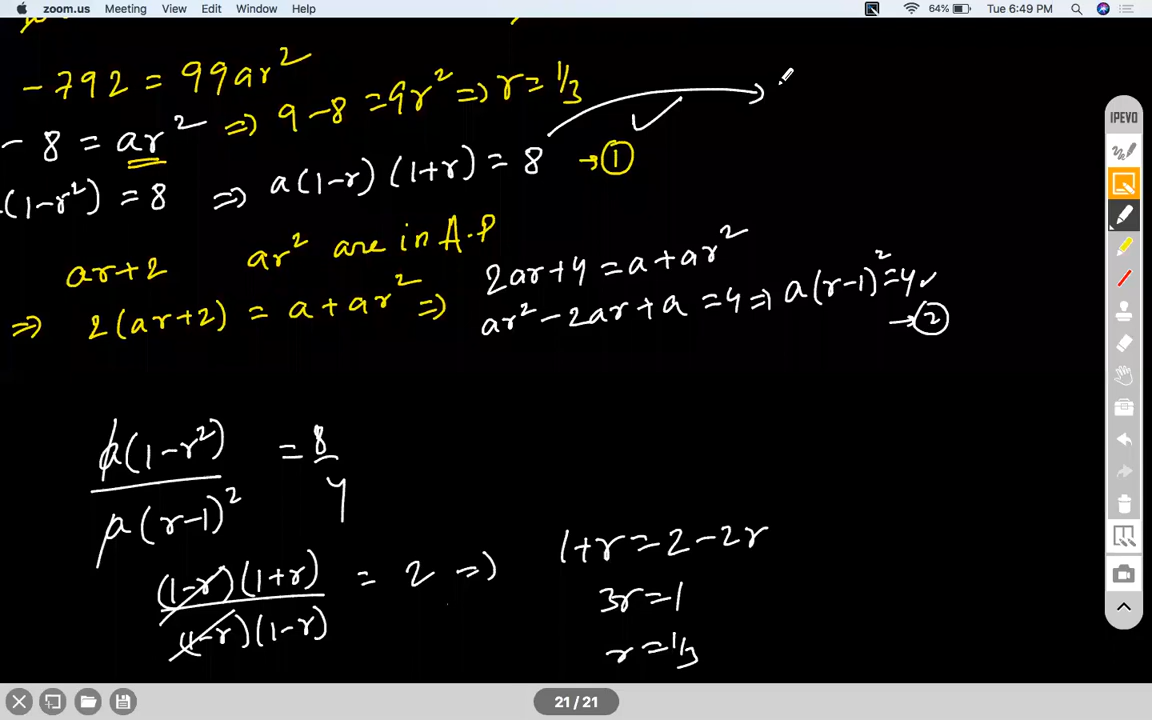 zoom.us Meeting View Edit Window Help 64% Tue 6:49 PM
- 792 = 99ar² 
- 8 = ar² => 9 - 8 = 9r² => r = 1/3
(1-r²) = 8 => a(1-r)(1+r) = 8 → ①
ar+2 ar² are in A.P
=> 2(ar+2) = a + ar² =>
2ar+4 = a+ar²
ar² - 2ar + a = 4 => a(r-1)² = 4 ✓
→ ②
a(1-r²) / a(r-1)² = 8/4
(1-r)(1+r) / (1-r)(1-r) = 2 =>
1+r = 2-2r
3r = 1
r = 1/3
IPEVO
21 / 21